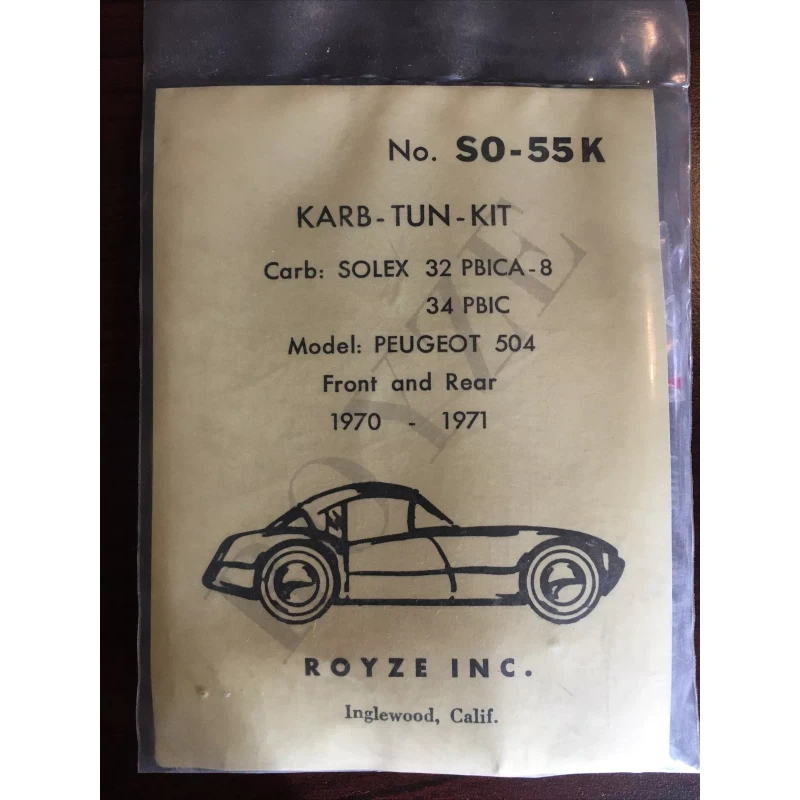 No. SO-55K
KARB-TUN-KIT
Carb: SOLEX 32 PBICA-8
34 PBIC
Model: PEUGEOT 504
Front and Rear
1970 - 1971
ROYZE
ROYZE INC.
Inglewood, Calif.